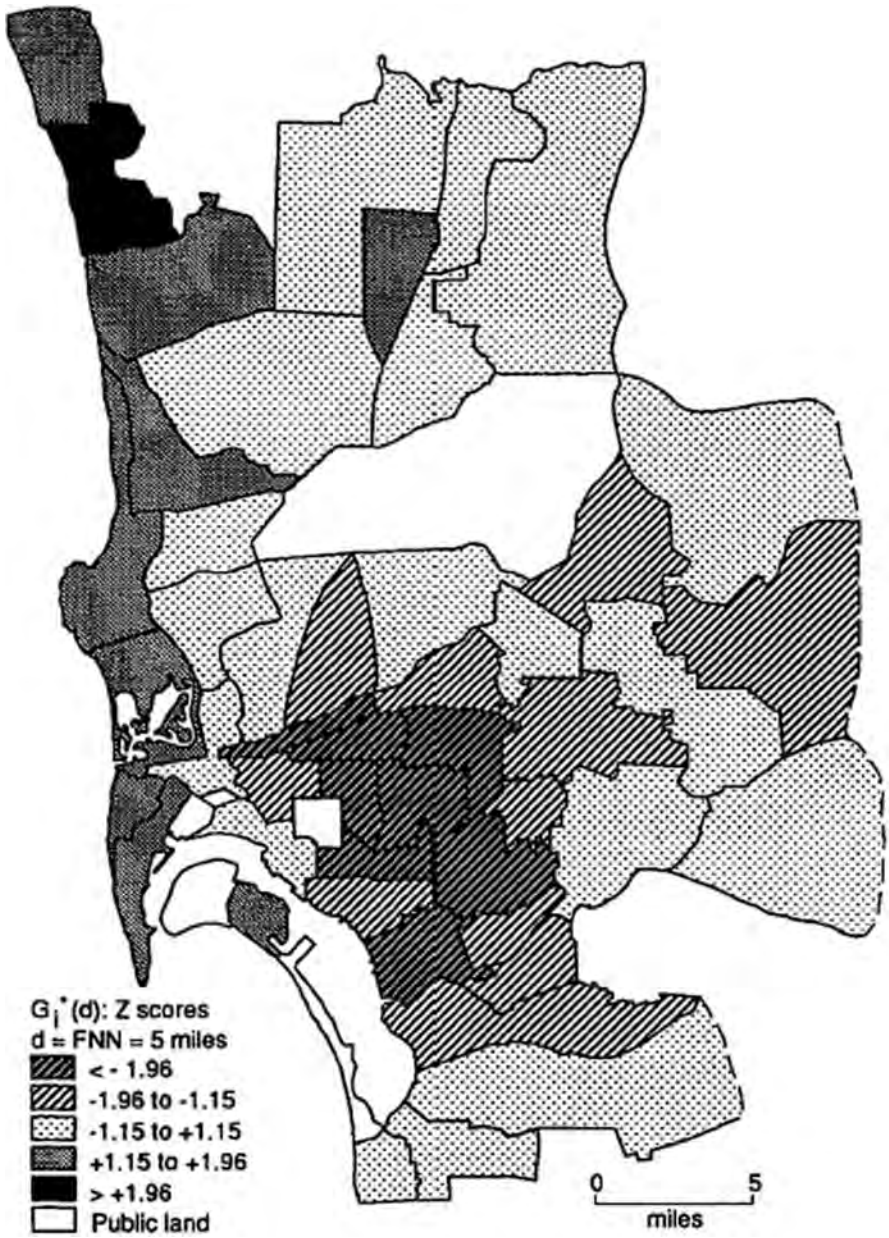 Gi*(d): Z scores
d = FNN = 5 miles
< - 1.96
-1.96 to -1.15
-1.15 to +1.15
+1.15 to +1.96
> +1.96
Public land
0 5
miles